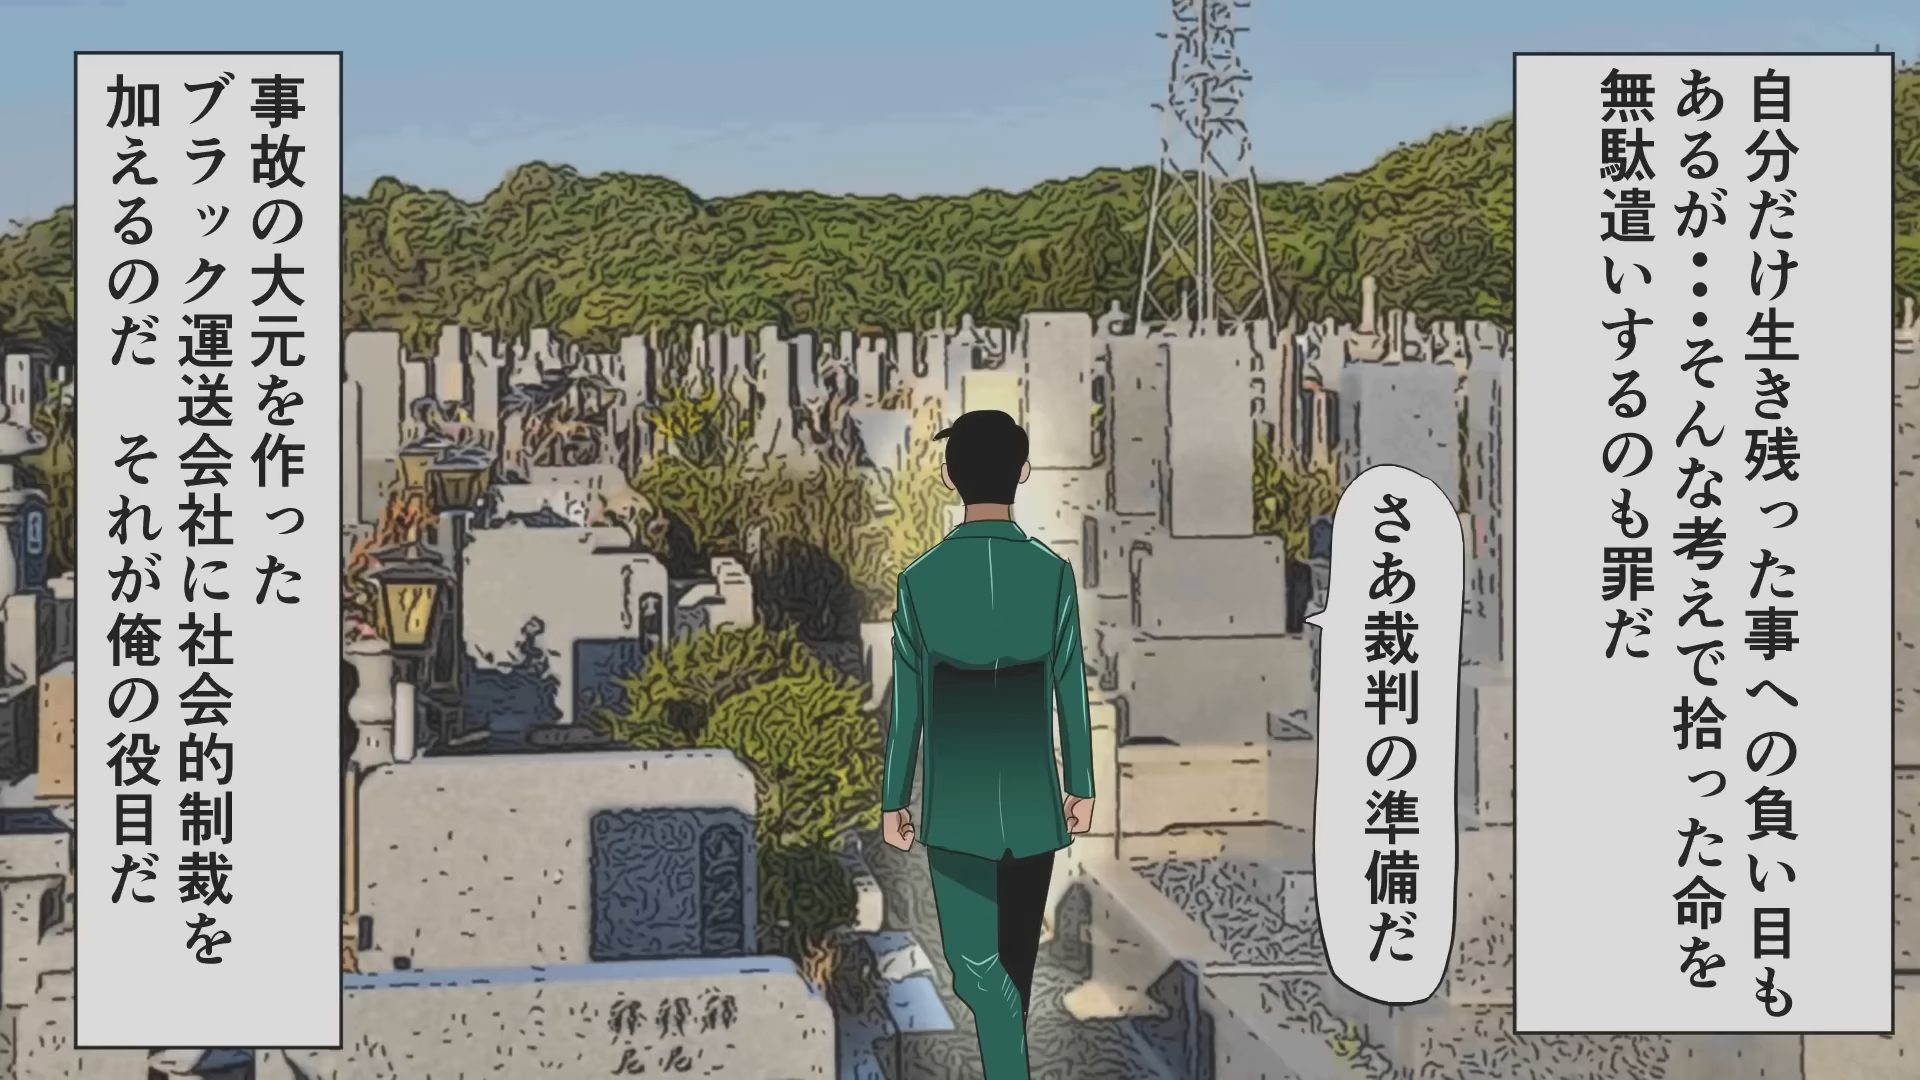 自分だけ生き残った事への負い目も
あるが・・・そんな考えで拾った命を
無駄遣いするのも罪だ
さあ裁判の準備だ
事故の大元を作った
ブラック運送会社に社会的制裁を
加えるのだ　それが俺の役目だ